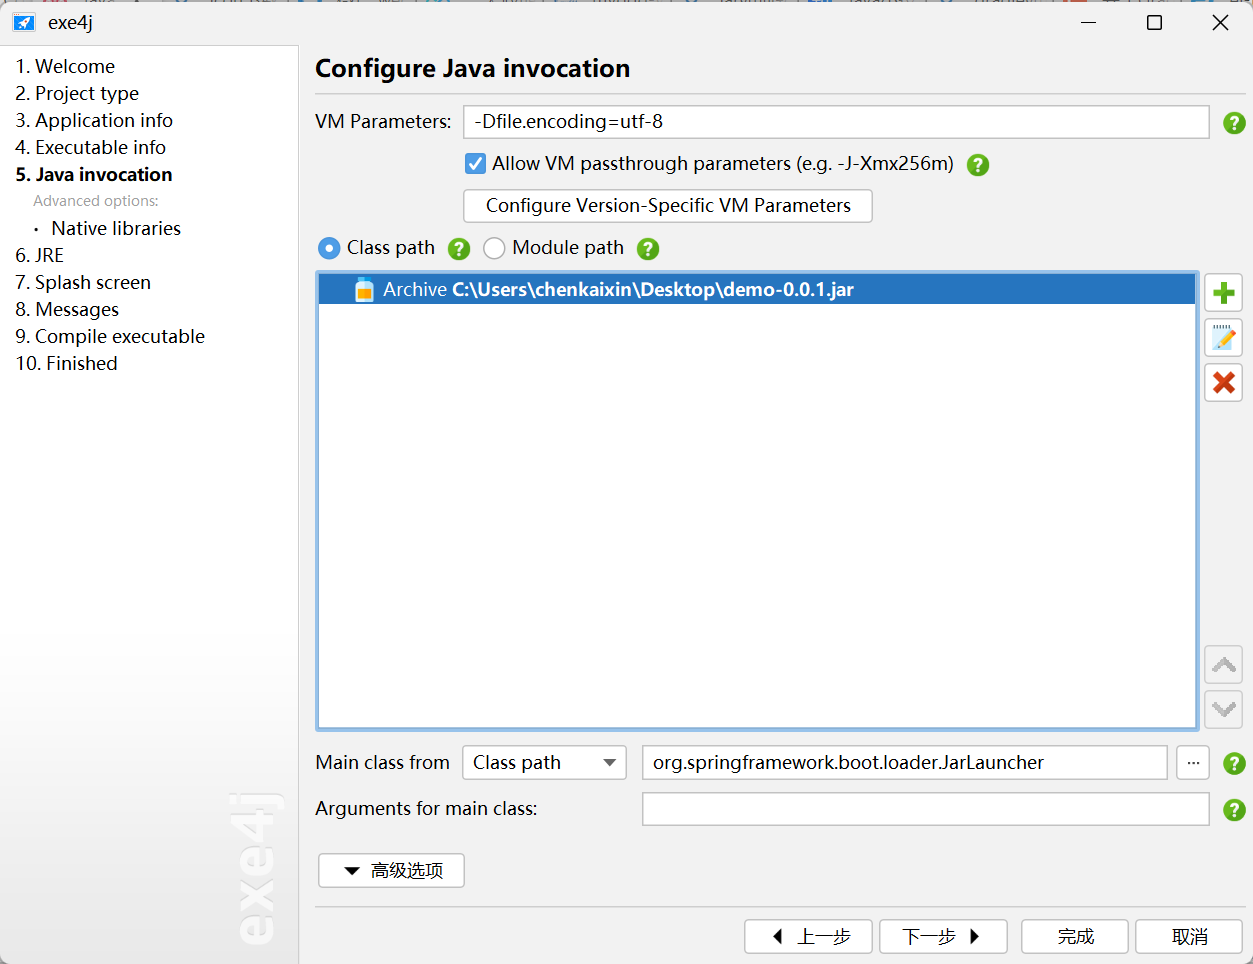 exe4j
1. Welcome
2. Project type
3. Application info
4. Executable info
5. Java invocation
Advanced options:
· Native libraries
6. JRE
7. Splash screen
8. Messages
9. Compile executable
10. Finished
exe4j
Configure Java invocation
VM Parameters: -Dfile.encoding=utf-8
Allow VM passthrough parameters (e.g. -J-Xmx256m)
Configure Version-Specific VM Parameters
Class path Module path
Archive C:\Users\chenkaixin\Desktop\demo-0.0.1.jar
Main class from Class path org.springframework.boot.loader.JarLauncher ...
Arguments for main class:
高级选项
上一步 下一步 完成 取消